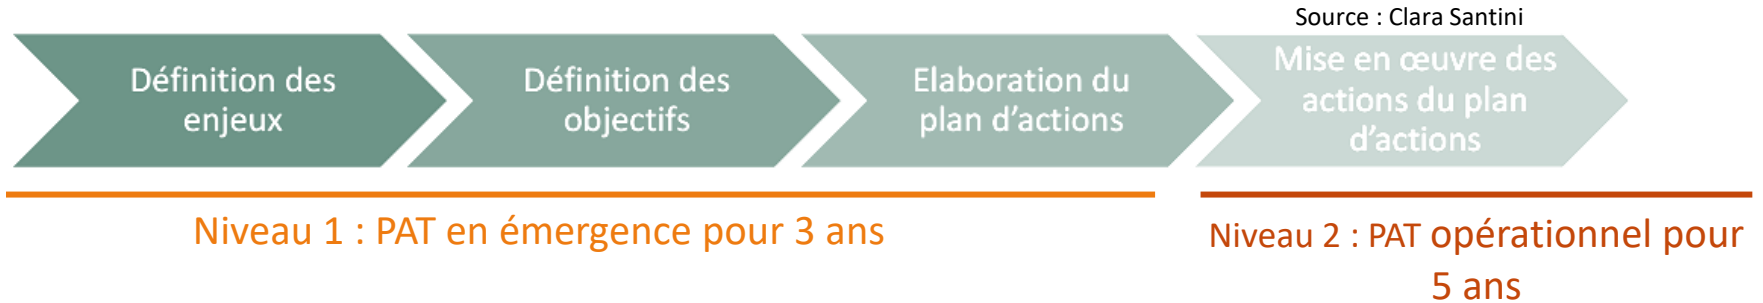 Source : Clara Santini
Définition des
enjeux
Définition des
objectifs
Elaboration du
plan d'actions
Mise en œuvre des
actions du plan
d'actions
Niveau 1 : PAT en émergence pour 3 ans
Niveau 2 : PAT opérationnel pour
5 ans